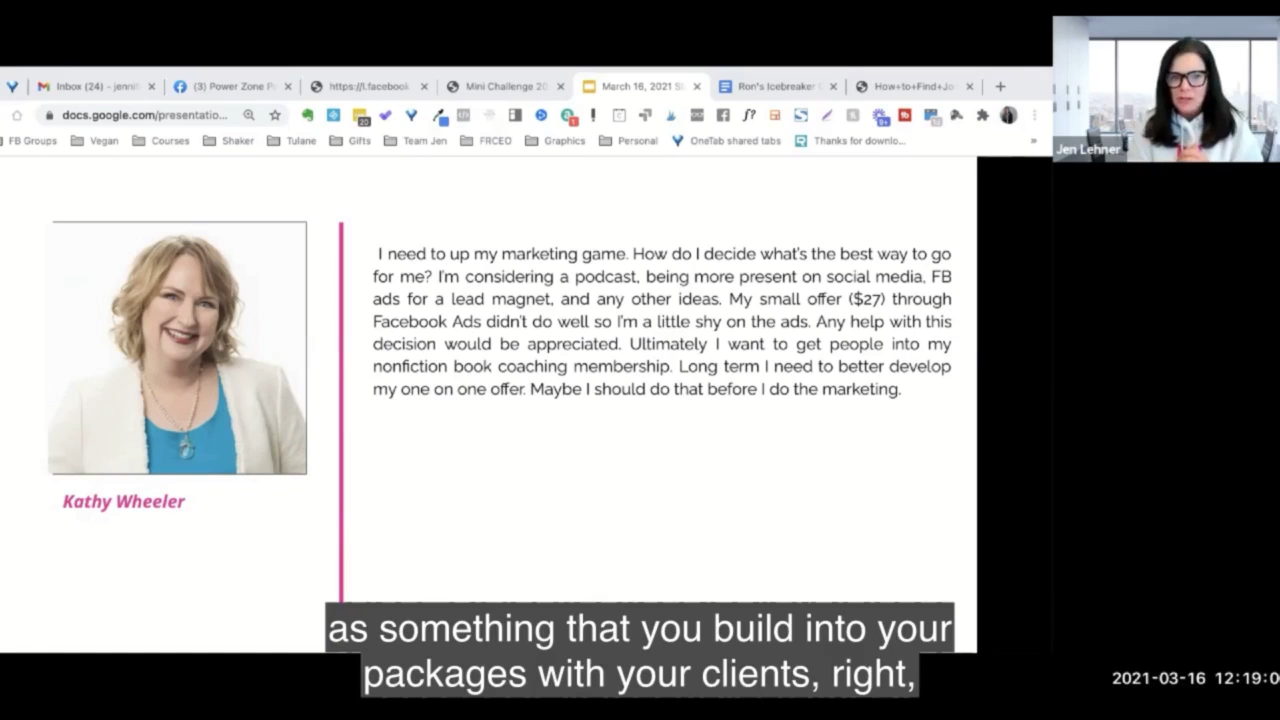 Inbox (24) - jenni
(3) Power Zone P
https://l.facebook
Mini Challenge 20
March 16, 2021 S
Ron's Icebreaker
How+to+Find+Jo
docs.google.com/presentatio...
FB Groups
Vegan
Courses
Shaker
Tulane
Gifts
Team Jen
FRCEO
Graphics
Personal
OneTab shared tabs
Thanks for downlo...
Jen Lehner
I need to up my marketing game. How do I decide what's the best way to go
for me? I'm considering a podcast, being more present on social media, FB
ads for a lead magnet, and any other ideas. My small offer ($27) through
Facebook Ads didn't do well so I'm a little shy on the ads. Any help with this
decision would be appreciated. Ultimately I want to get people into my
nonfiction book coaching membership. Long term I need to better develop
my one on one offer. Maybe I should do that before I do the marketing.
Kathy Wheeler
as something that you build into your
packages with your clients, right,
2021-03-16 12:19:0